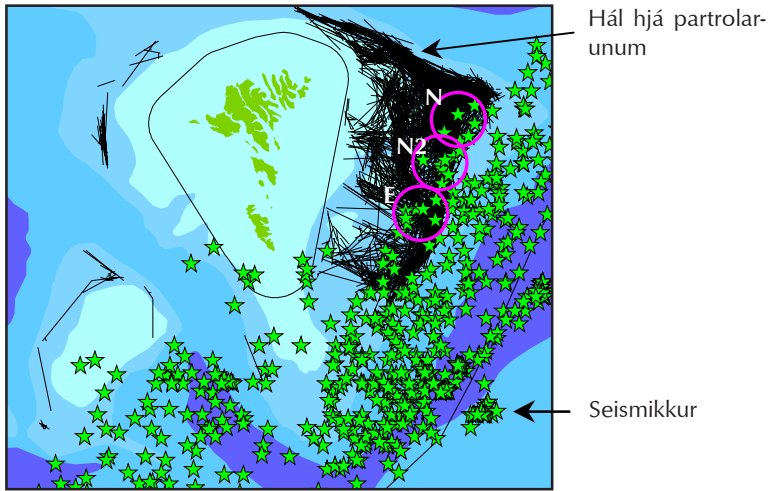 Hál hjá partrolar-
unum
N
N2
E
Seismikkur